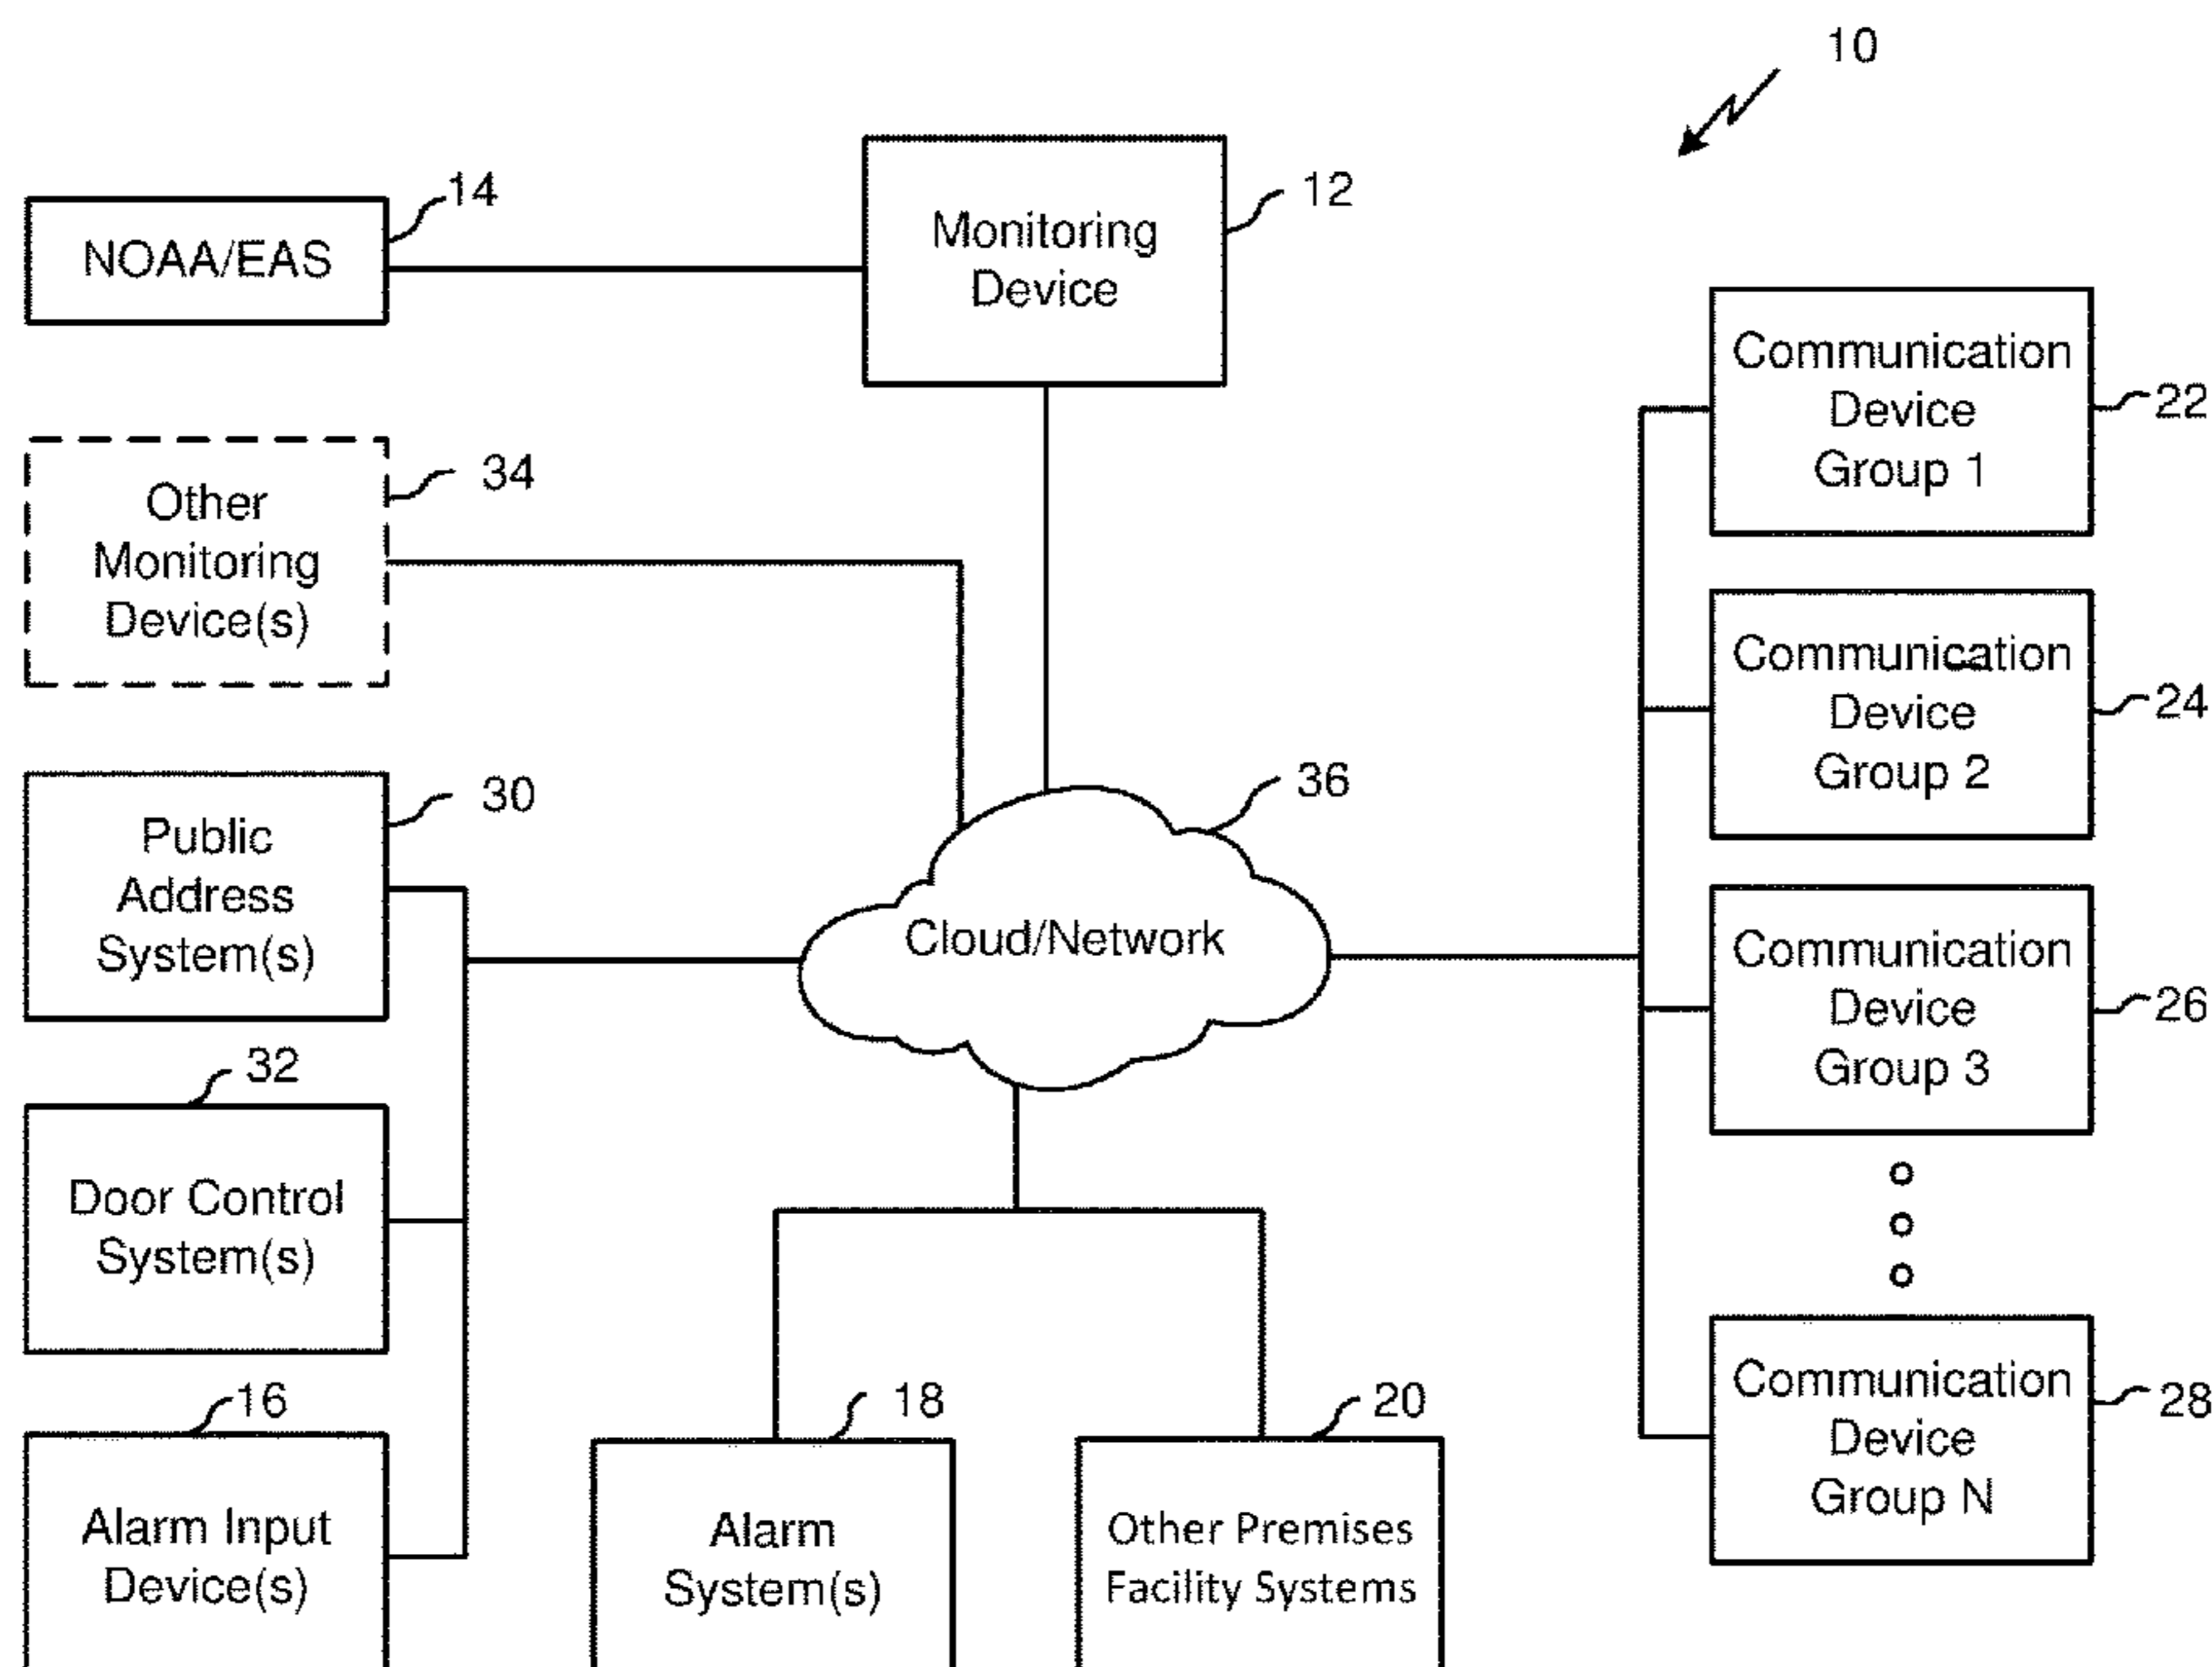 10
14
NOAA/EAS
Monitoring
Device
12
34
Other
Monitoring
Device(s)
30
Public
Address
System(s)
32
Door Control
System(s)
16
Alarm Input
Device(s)
36
Cloud/Network
18
Alarm
System(s)
20
Other Premises
Facility Systems
Communication
Device
Group 1
22
Communication
Device
Group 2
24
Communication
Device
Group 3
26
Communication
Device
Group N
28